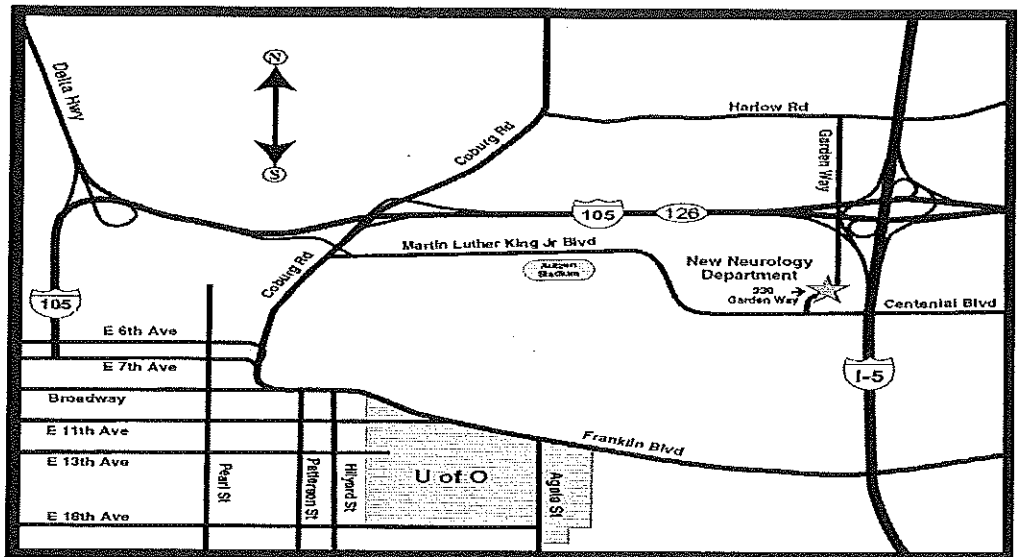 Delta Hwy
N
S
Coburg Rd
Harlow Rd
Garden Way
105
126
Martin Luther King Jr Blvd
Autzen
Stadium
New Neurology
Department
230
Garden Way
Centenial Blvd
Coburg Rd
105
I-5
E 6th Ave
E 7th Ave
Broadway
E 11th Ave
Franklin Blvd
E 13th Ave
Pearl St
Patterson St
Hilyard St
U of O
Agate St
E 18th Ave